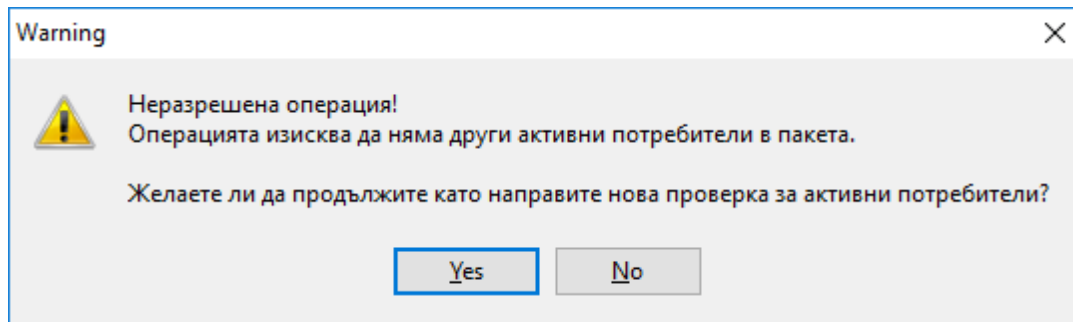 Warning
Неразрешена операция!
Операцията изисква да няма други активни потребители в пакета.
Желаете ли да продължите като направите нова проверка за активни потребители?
Yes
No